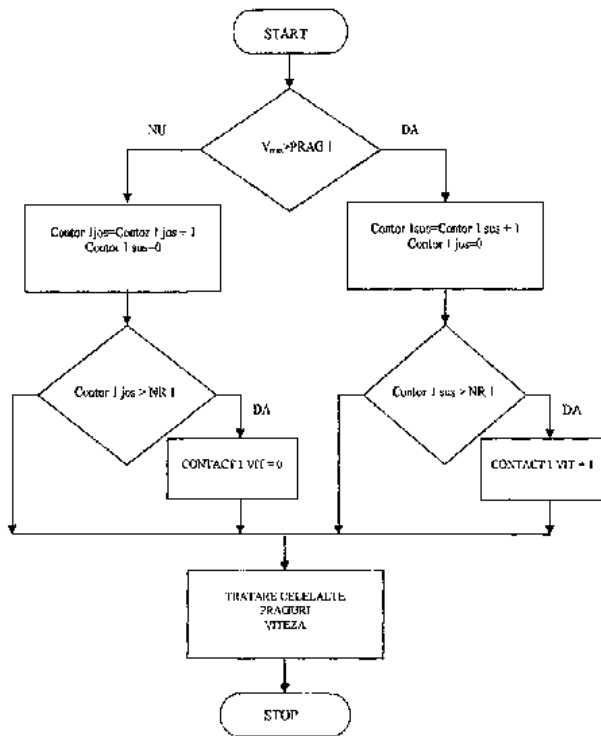 START
NU
DA
>PRAG 1
Contor 1jos=Contor 1 jos + 1
Contor 1 sus=0
Contor 1sus=Contor 1 sus + 1
Contor 1 jos=0
Contor 1 jos > NR 1
Contor 1 sus > NR 1
DA
DA
CONTACT 1 VIT = 0
CONTACT 1 VIT = 1
TRATARE CELELALTE
PRAGURI
VITEZA
STOP